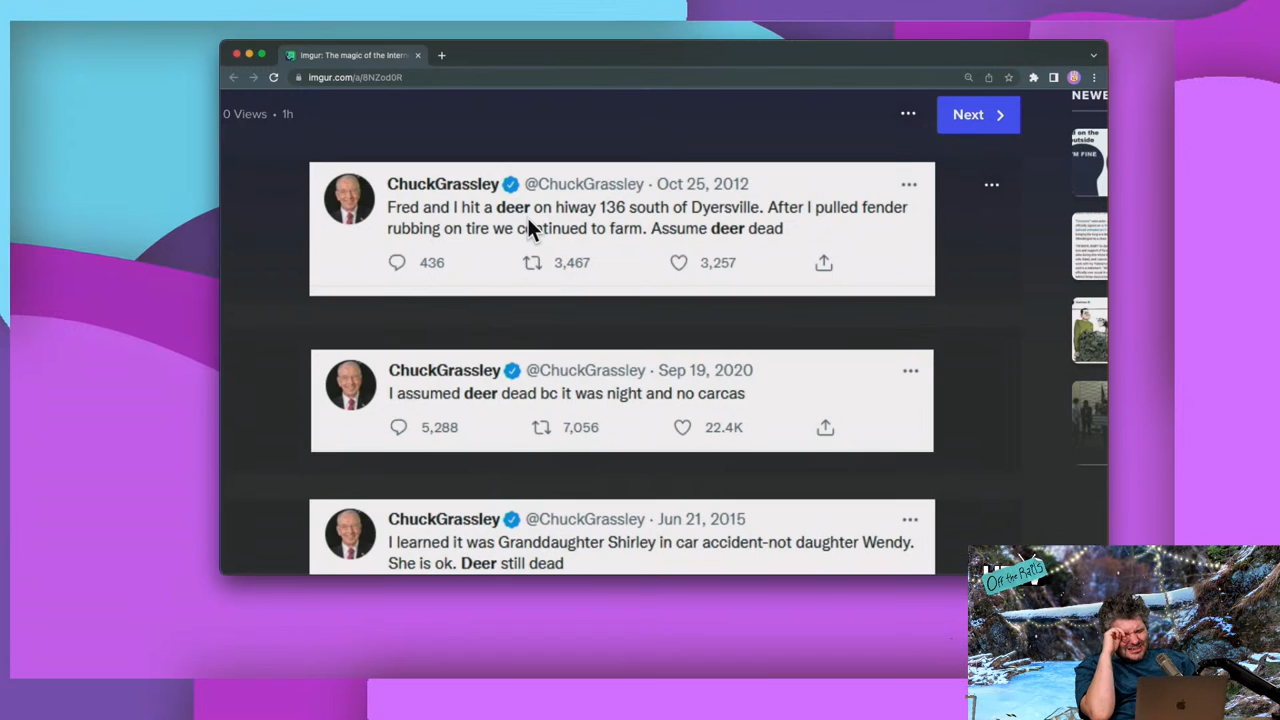 Imgur: The magic of the Intern
imgur.com/a/8NZod0R
0 Views • 1h
Next
NEWE
ChuckGrassley @ChuckGrassley · Oct 25, 2012
Fred and I hit a deer on hiway 136 south of Dyersville. After I pulled fender
rubbing on tire we continued to farm. Assume deer dead
436 3,467 3,257
ChuckGrassley @ChuckGrassley · Sep 19, 2020
I assumed deer dead bc it was night and no carcas
5,288 7,056 22.4K
ChuckGrassley @ChuckGrassley · Jun 21, 2015
I learned it was Granddaughter Shirley in car accident-not daughter Wendy.
She is ok. Deer still dead
l on the
outside
'M FINE
Off the Rails